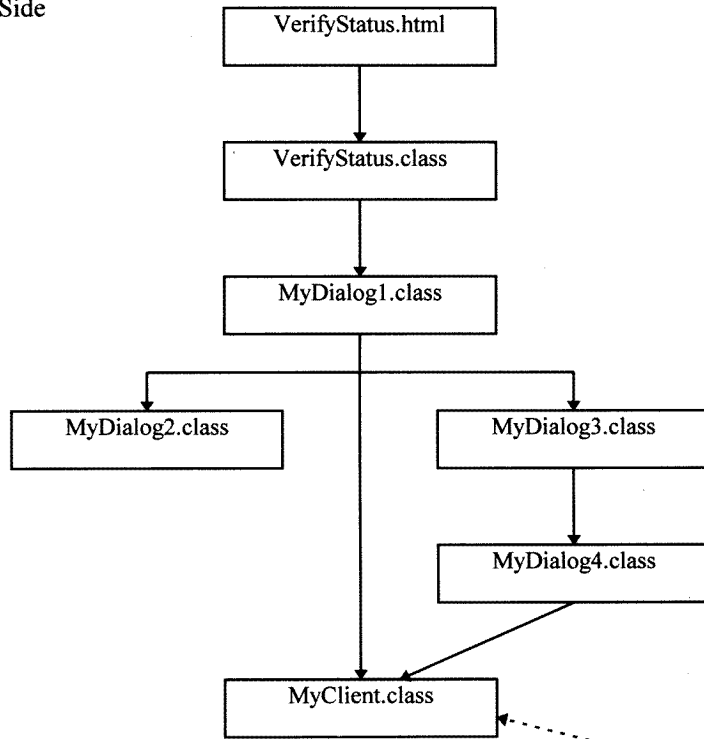 Side
VerifyStatus.html
VerifyStatus.class
MyDialog1.class
MyDialog2.class
MyDialog3.class
MyDialog4.class
MyClient.class